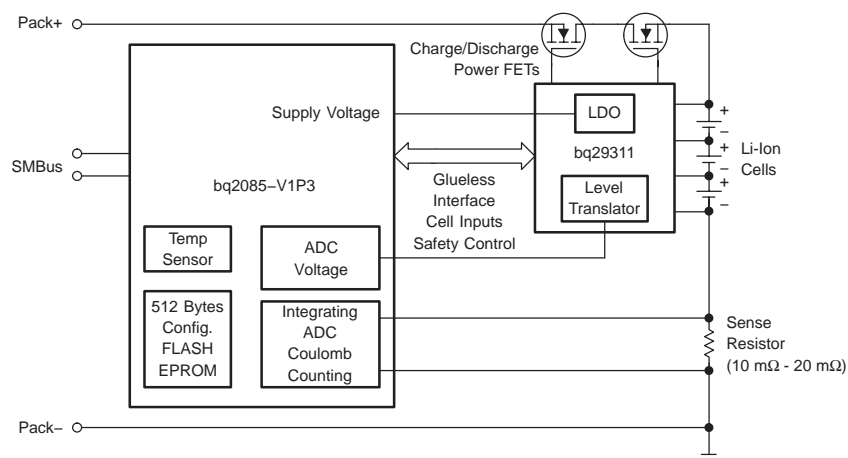 Pack+
Charge/Discharge
Power FETs
Supply Voltage
LDO
bq29311
+
−
+
−
+
−
Li-Ion
Cells
SMBus
bq2085−V1P3
Glueless
Interface
Cell Inputs
Safety Control
Level
Translator
Temp
Sensor
ADC
Voltage
512 Bytes
Config.
FLASH
EPROM
Integrating
ADC
Coulomb
Counting
Sense
Resistor
(10 mΩ - 20 mΩ)
Pack−